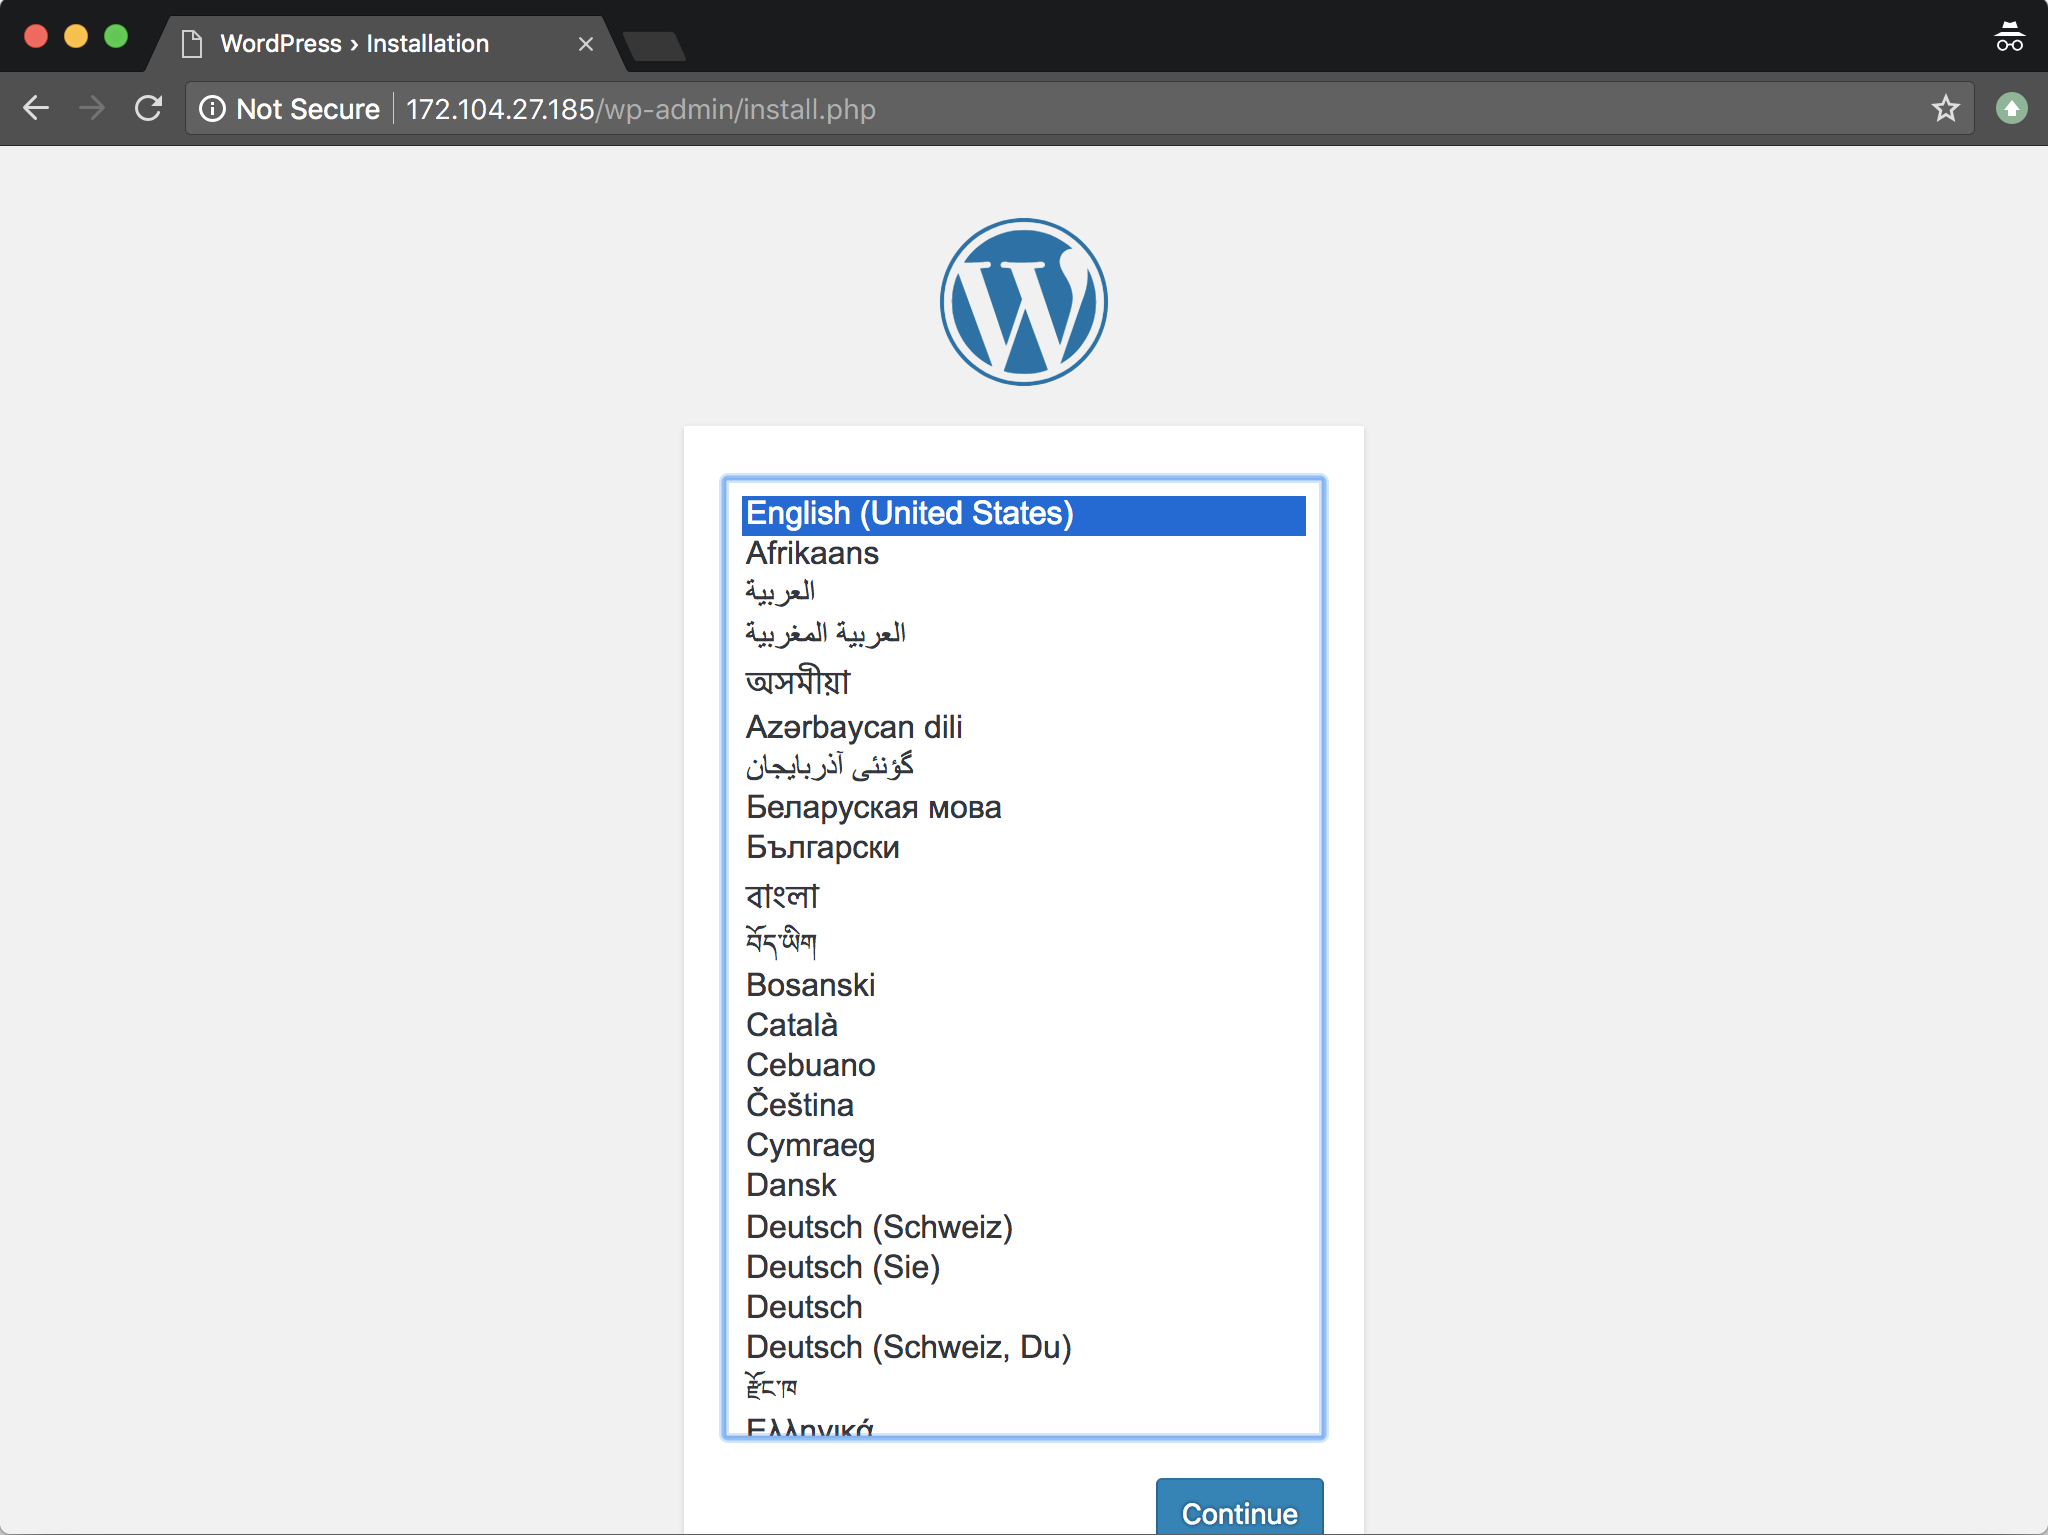 WordPress › Installation
Not Secure 172.104.27.185/wp-admin/install.php
English (United States)
Afrikaans
العربية
العربية المغربية
অসমীয়া
Azərbaycan dili
گؤنئی آذربایجان
Беларуская мова
Български
বাংলা
བོད་ཡིག
Bosanski
Català
Cebuano
Čeština
Cymraeg
Dansk
Deutsch (Schweiz)
Deutsch (Sie)
Deutsch
Deutsch (Schweiz, Du)
རྫོང་ཁ
Ελληνικά
Continue